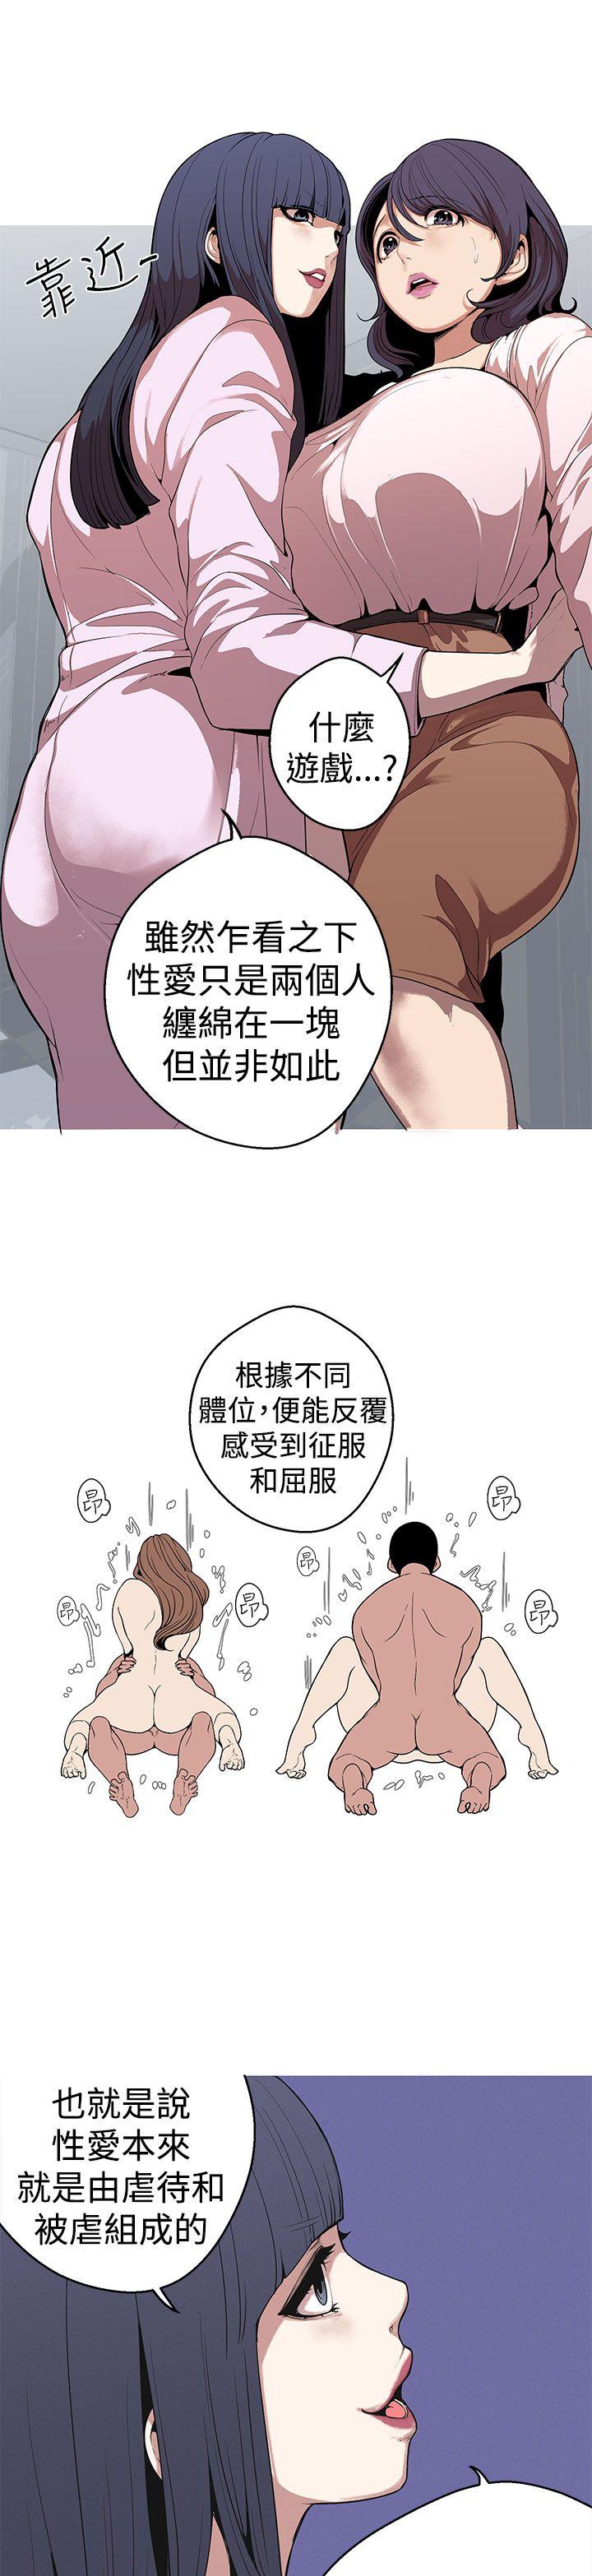 靠近-
什麼
遊戲...?
雖然乍看之下
性愛只是兩個人
纏綿在一塊
但並非如此
根據不同
體位,便能反覆
感受到征服
和屈服
昂
昂
昂
昂
昂
昂
也就是說
性愛本來
就是由虐待和
被虐組成的